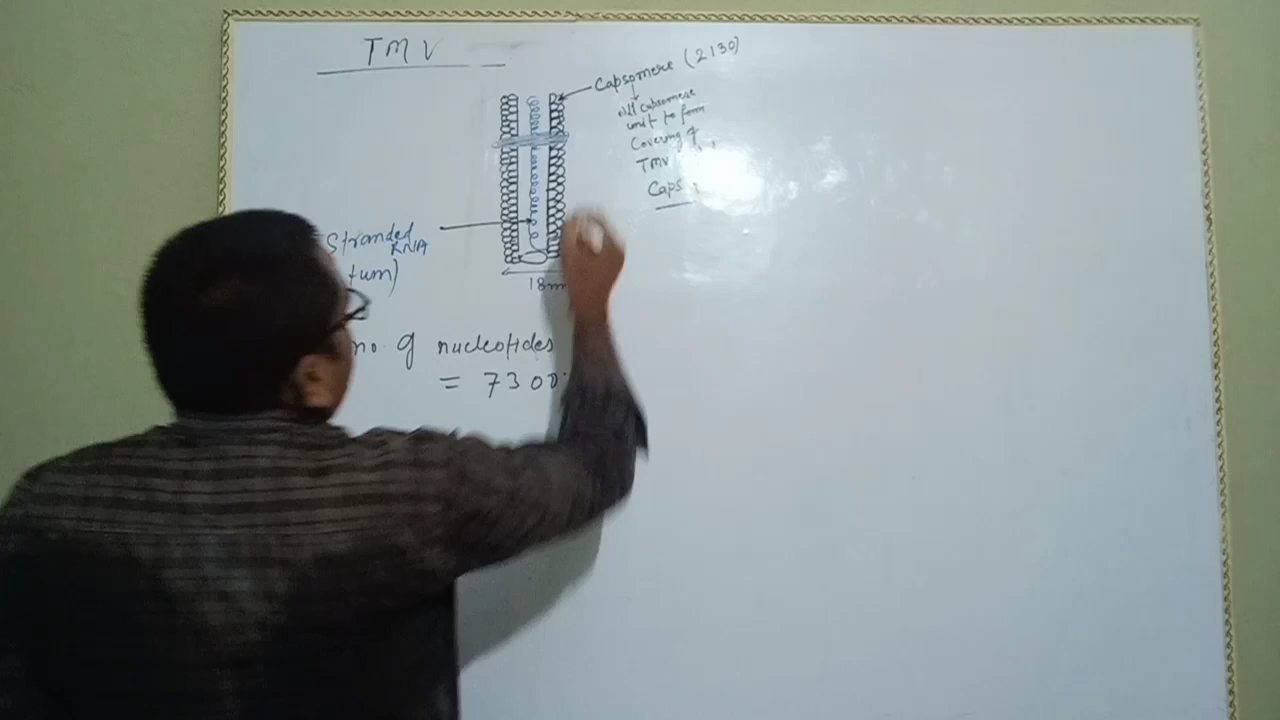 TMV
Capsomere (2130)
All capsomere
unit to form
Covering of
TMV
Caps
Stranded
RNA
tum)
18nm
no. of nucleotides
= 7300